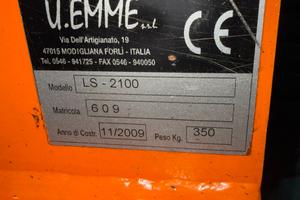 U.EMME s.r.l.
Via Dell'Artigianato, 19
47015 MODIGLIANA FORLÌ - ITALIA
Tel. 0546 - 941725 - FAX 0546 - 940050
CE
Modello LS - 2100
Matricola 609
Anno di Costr. 11/2009 Peso Kg. 350